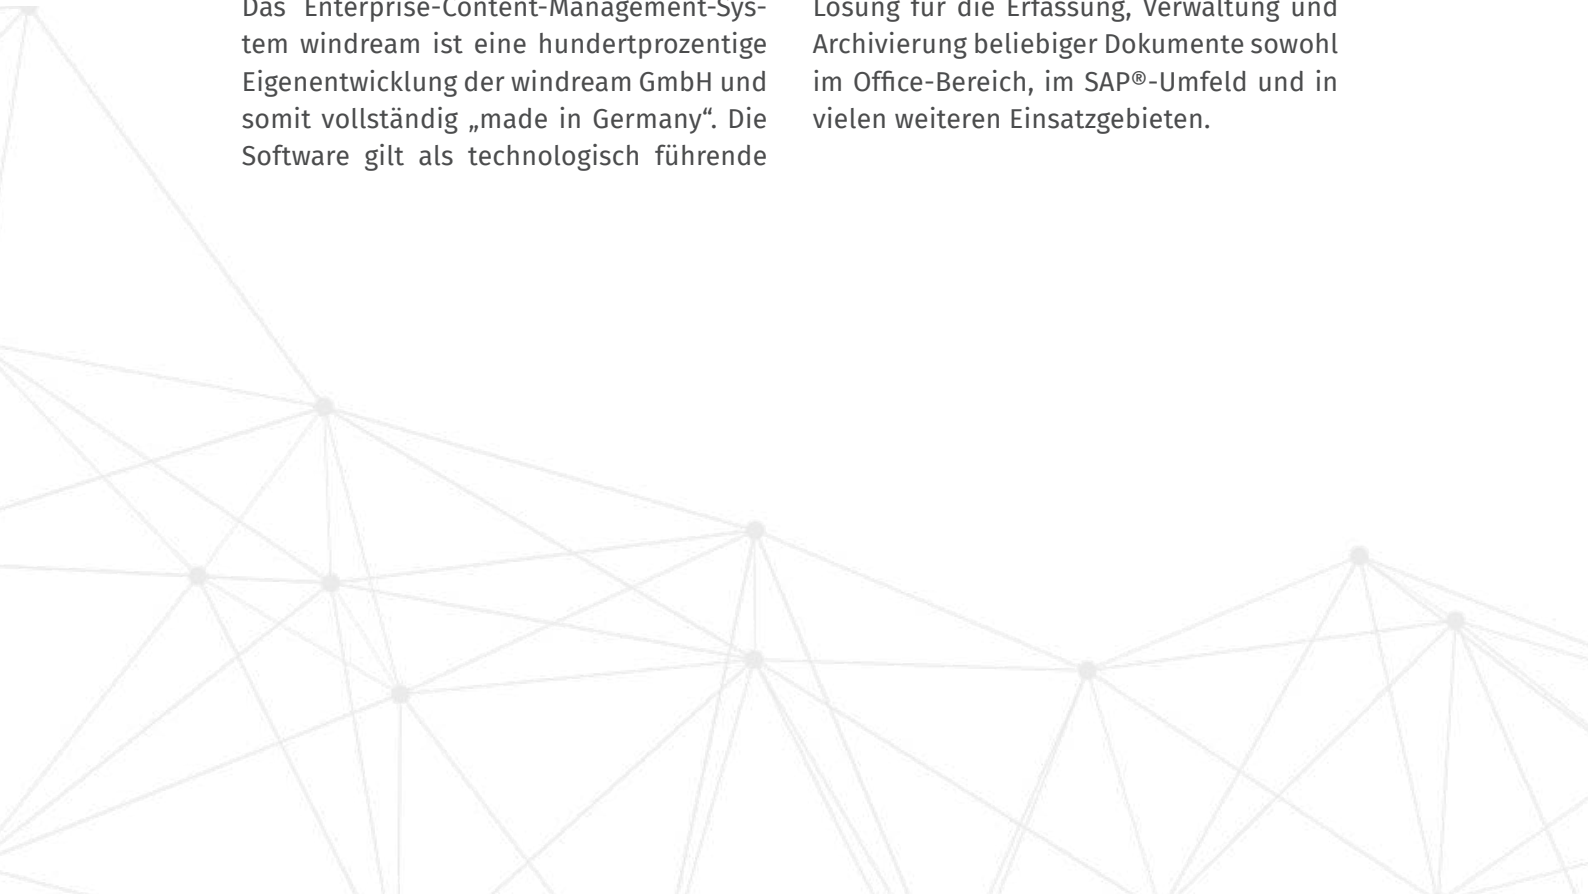 Das Enterprise-Content-Management-Sys-
tem windream ist eine hundertprozentige
Eigenentwicklung der windream GmbH und
somit vollständig „made in Germany“. Die
Software gilt als technologisch führende
Lösung für die Erfassung, Verwaltung und
Archivierung beliebiger Dokumente sowohl
im Office-Bereich, im SAP®-Umfeld und in
vielen weiteren Einsatzgebieten.